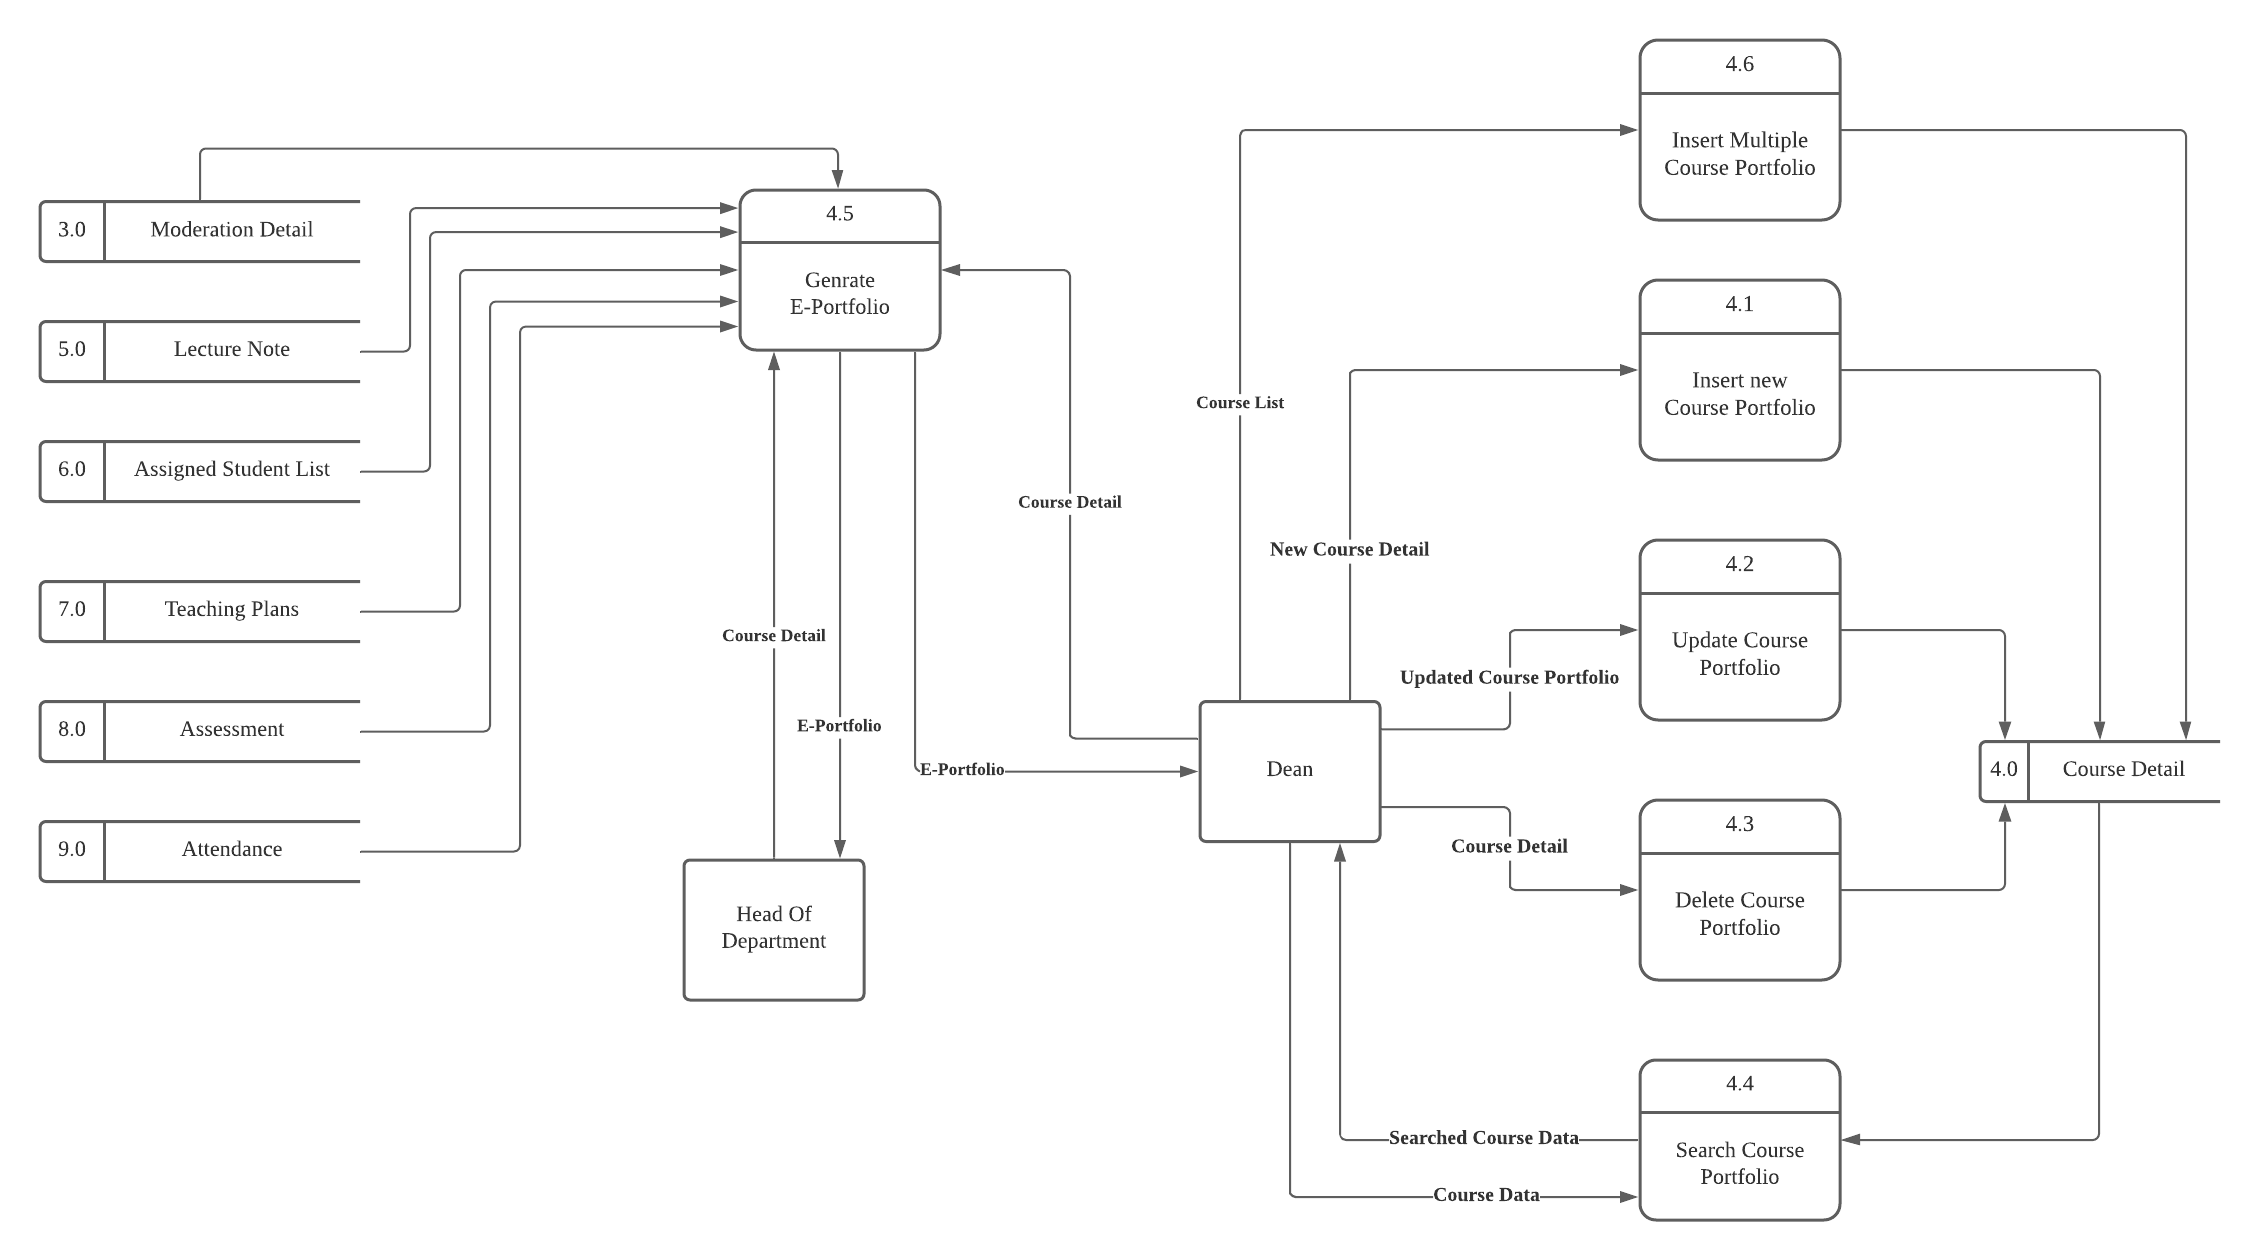 4.6
Insert Multiple
Course Portfolio
4.5
Genrate
E-Portfolio
3.0
Moderation Detail
4.1
Insert new
Course Portfolio
5.0
Lecture Note
Course List
6.0
Assigned Student List
Course Detail
New Course Detail
4.2
Update Course
Portfolio
7.0
Teaching Plans
Course Detail
Updated Course Portfolio
8.0
Assessment
E-Portfolio
E-Portfolio
Dean
4.0
Course Detail
9.0
Attendance
Course Detail
4.3
Delete Course
Portfolio
Head Of
Department
4.4
Search Course
Portfolio
Searched Course Data
Course Data